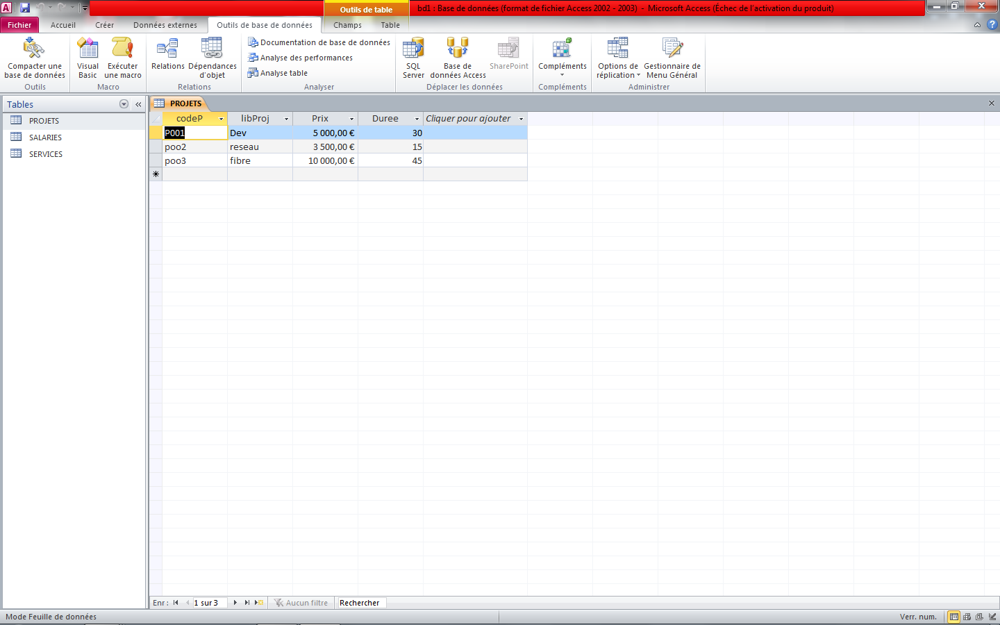 Outils de table
bd1 : Base de données (format de fichier Access 2002 - 2003) - Microsoft Access (Échec de l'activation du produit)
Fichier Accueil Créer Données externes Outils de base de données Champs Table
Compacter une base de données
Visual Basic
Exécuter une macro
Relations
Dépendances d'objet
Documentation de base de données
Analyse des performances
Analyse table
SQL Server
Base de données Access
SharePoint
Compléments
Options de réplication
Gestionnaire de Menu Général
Outils Macro Relations Analyser Déplacer les données Compléments Administrer
Tables
PROJETS
SALARIES
SERVICES
PROJETS
codeP libProj Prix Duree Cliquer pour ajouter
P001 Dev 5 000,00 € 30
poo2 reseau 3 500,00 € 15
poo3 fibre 10 000,00 € 45
Enr : 1 sur 3 Aucun filtre Rechercher
Mode Feuille de données Verr. num.